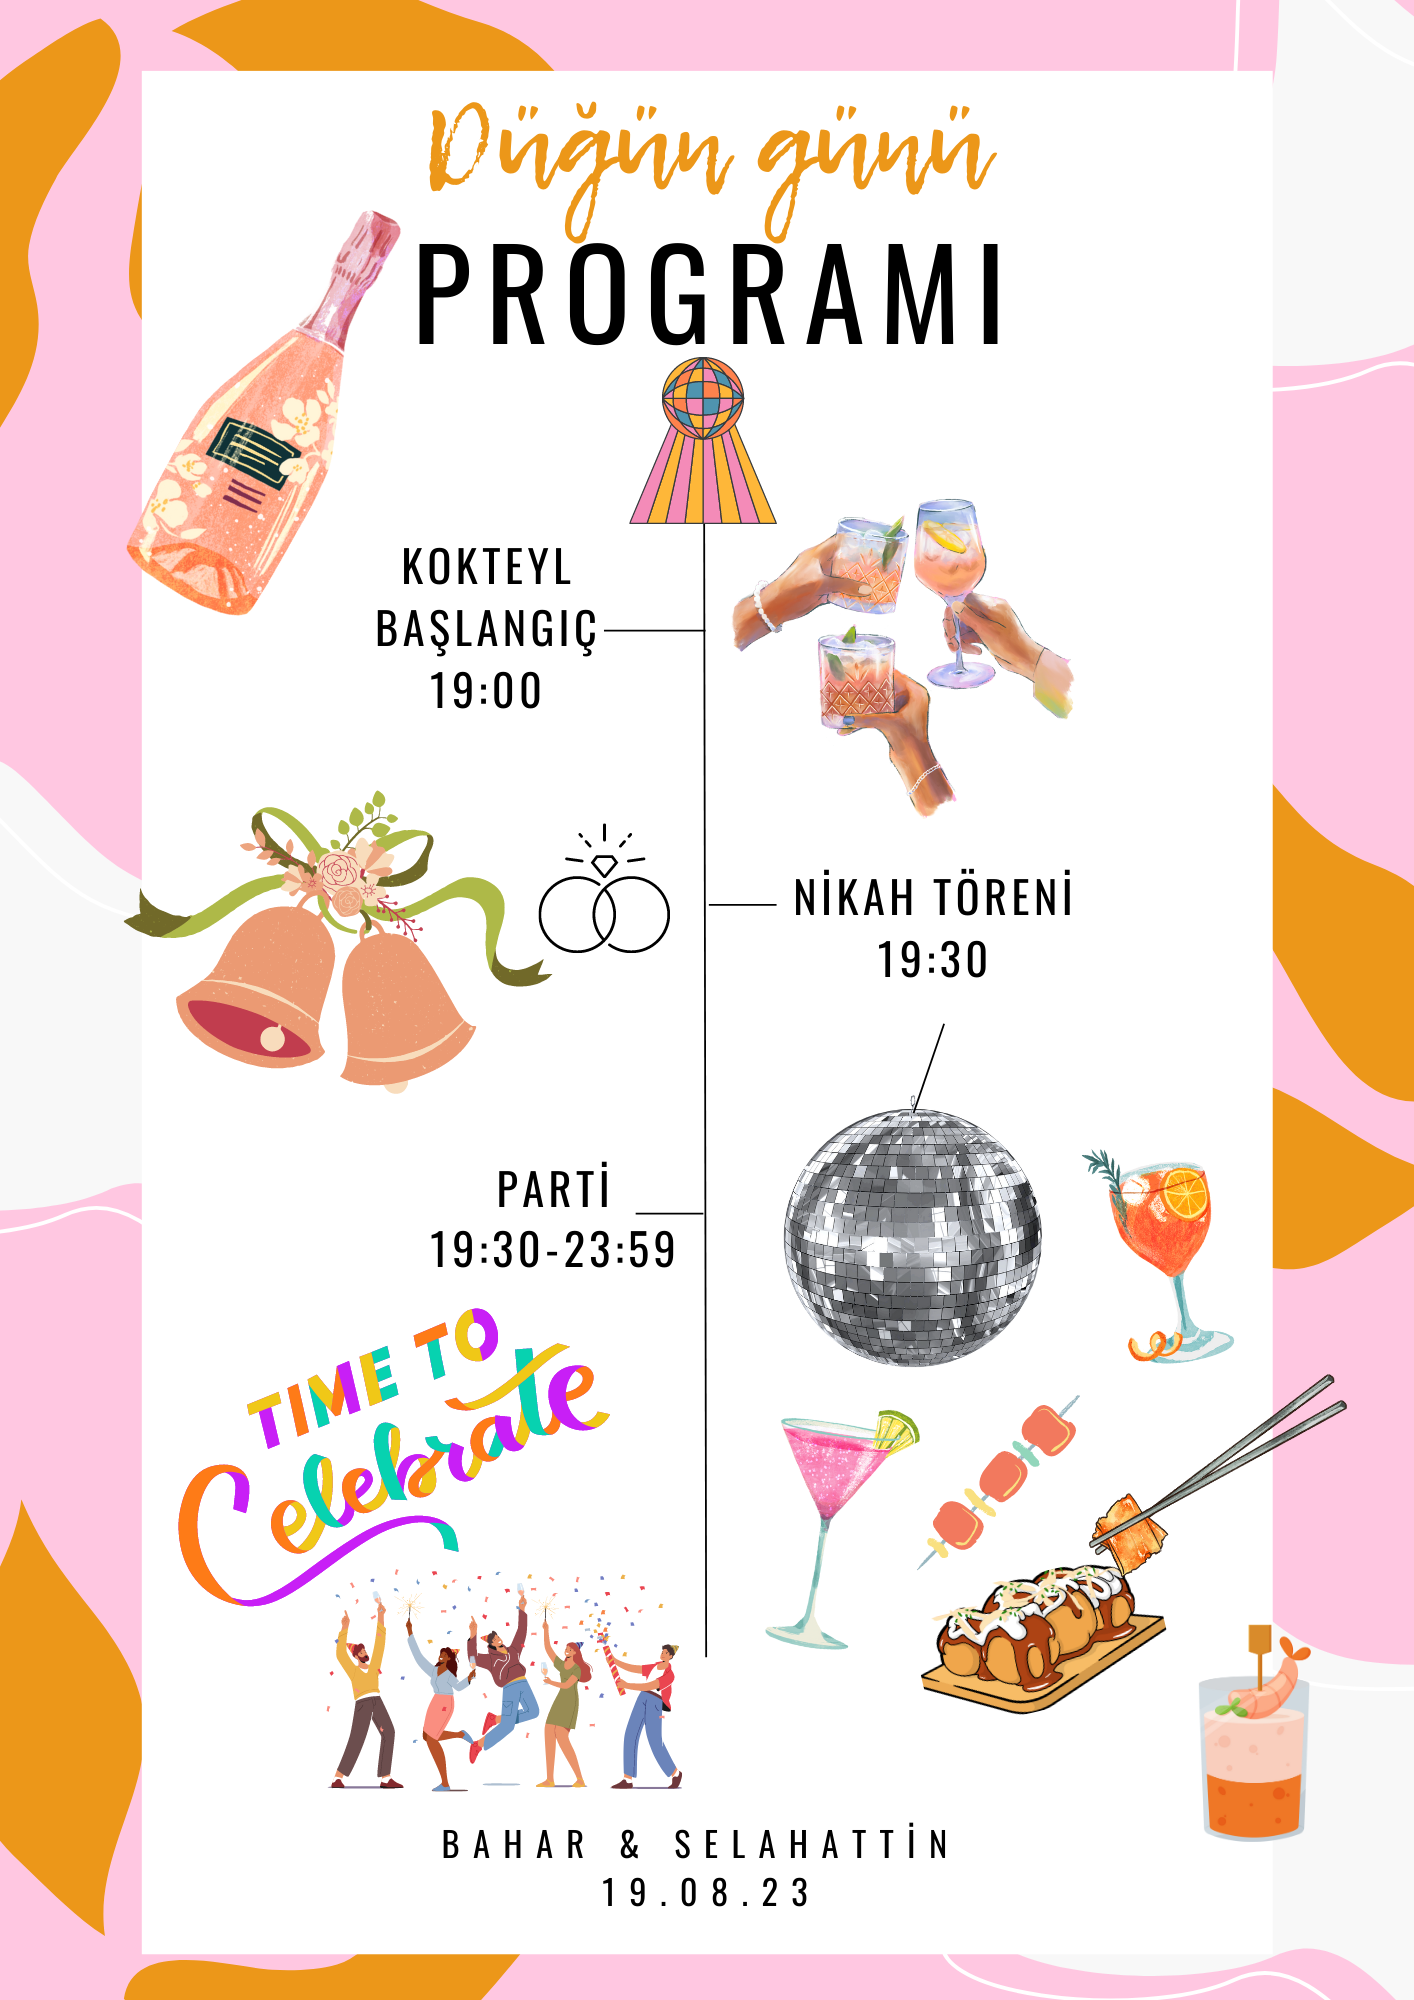 Düğün günü
PROGRAMI
KOKTEYL
BAŞLANGIÇ
19:00
NİKAH TÖRENİ
19:30
PARTİ
19:30-23:59
TIME TO
Celebrate
BAHAR & SELAHATTİN
19.08.23